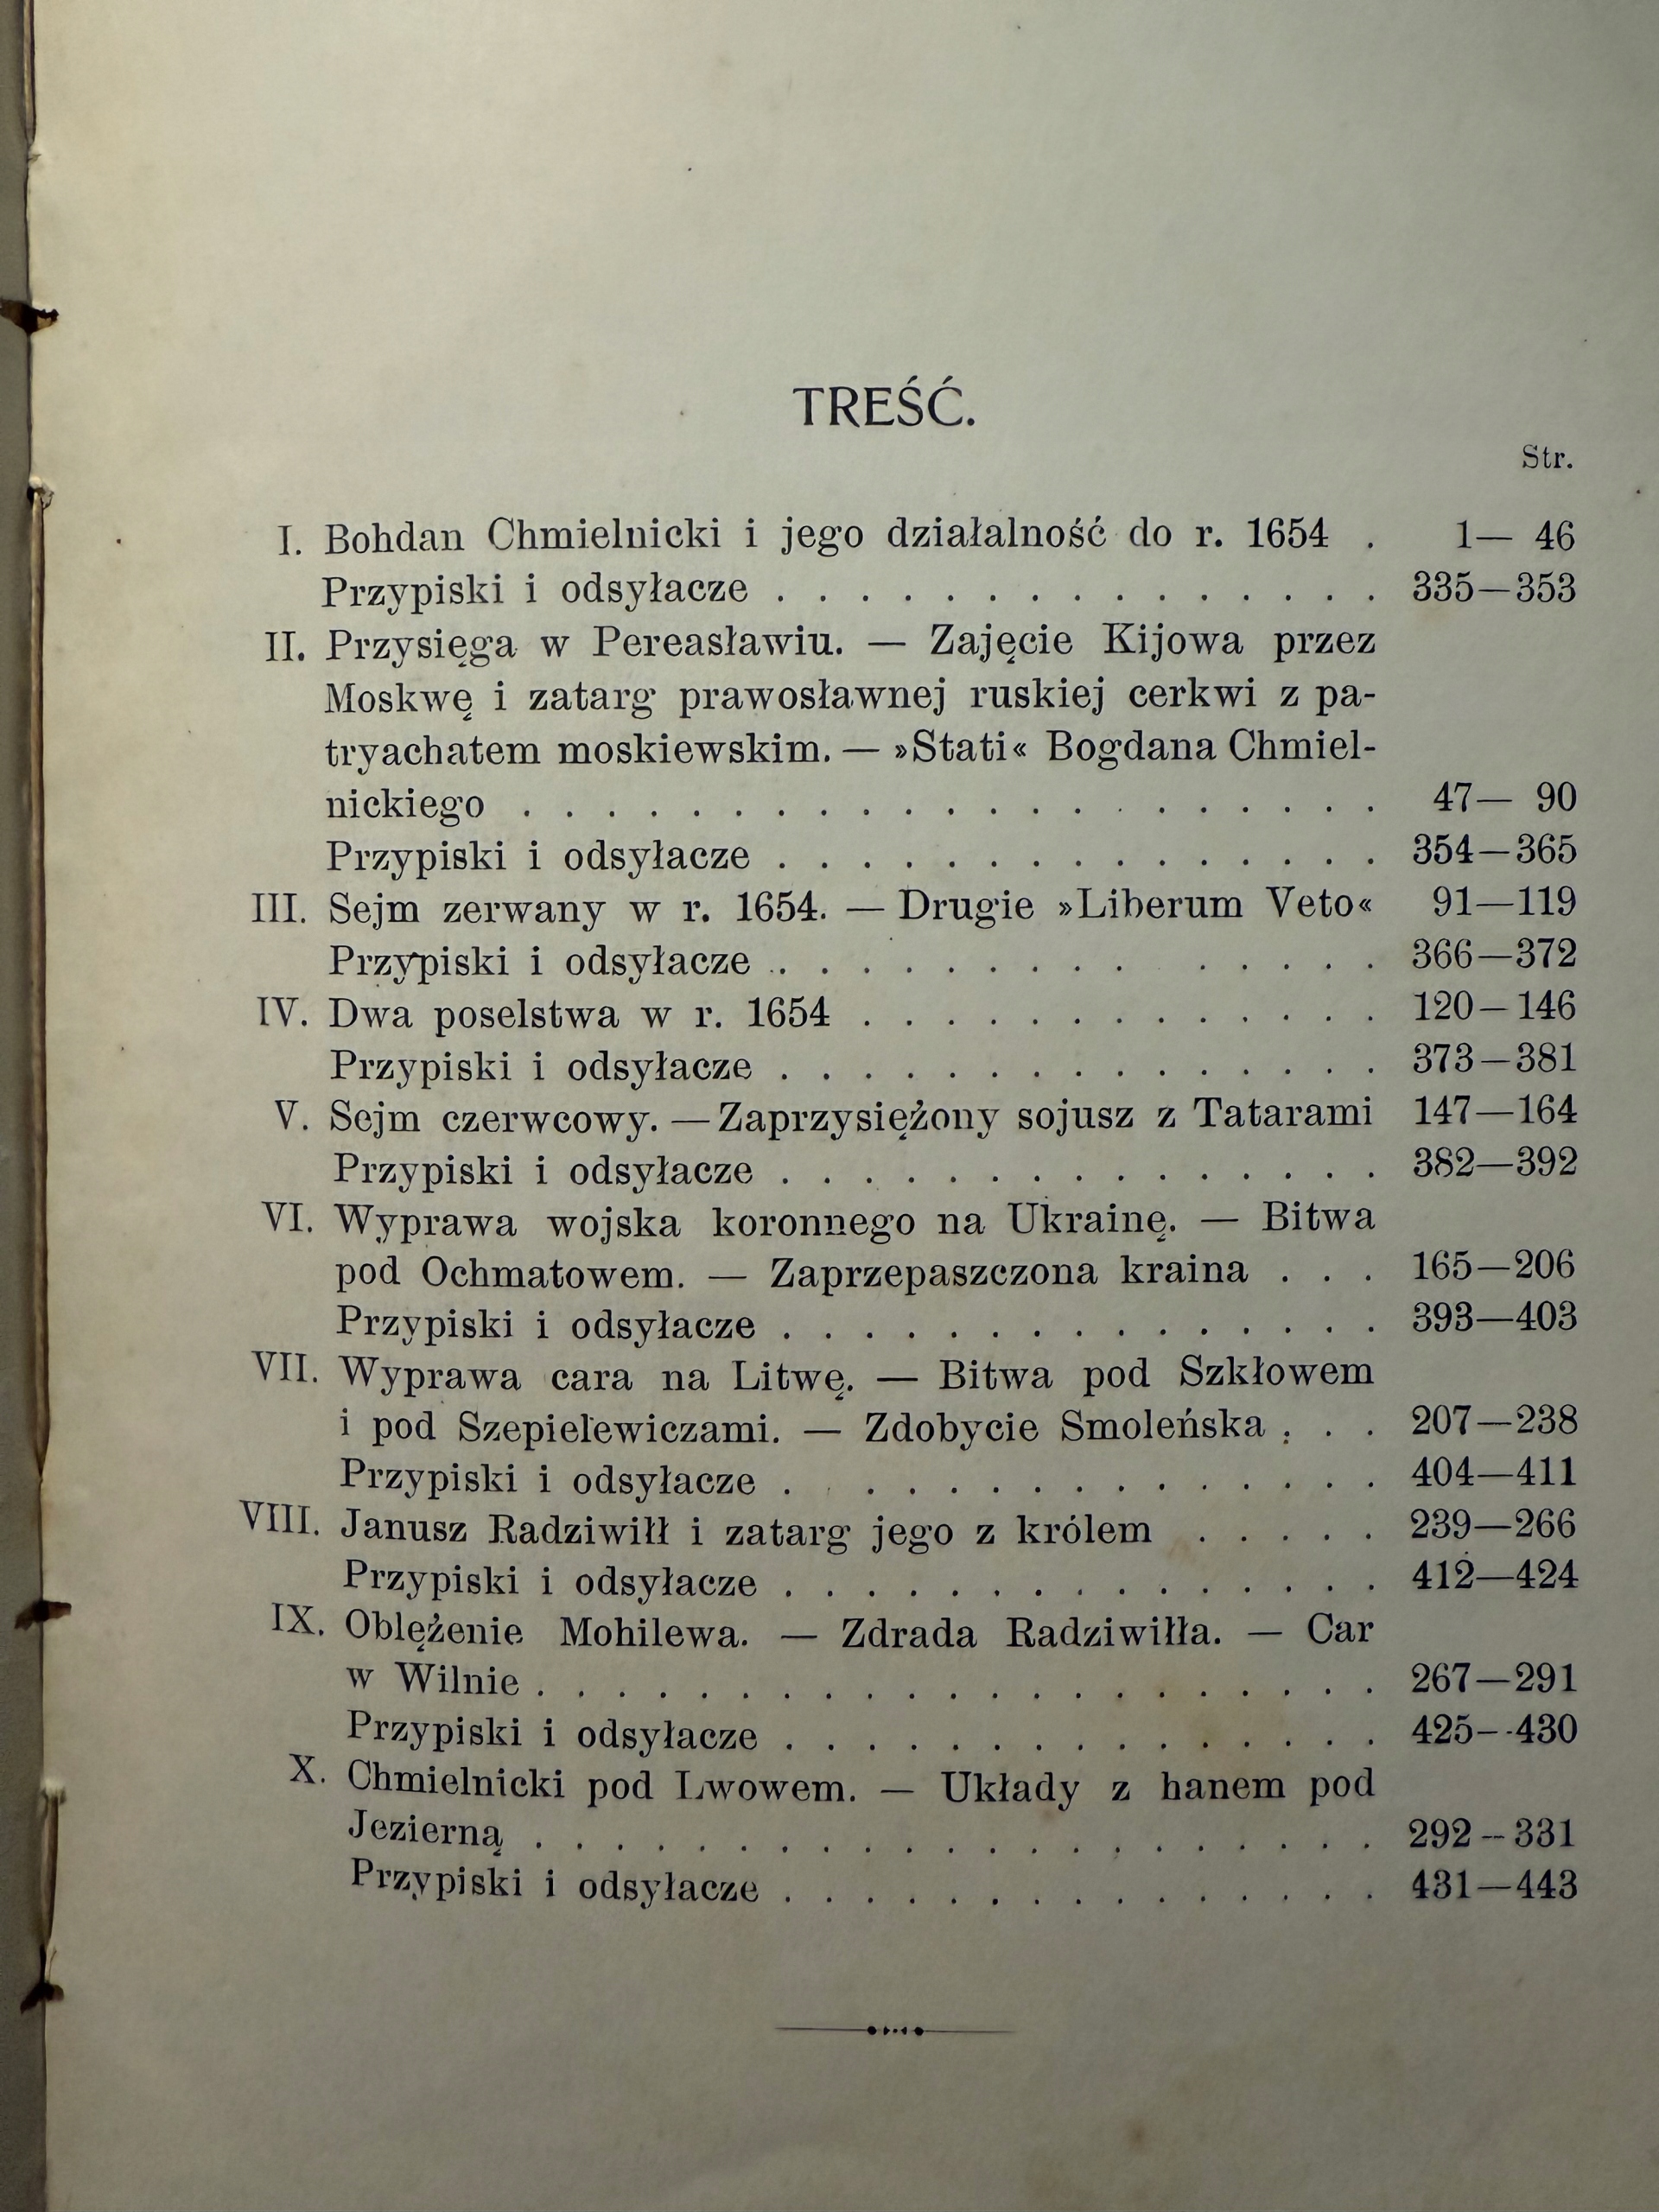 TREŚĆ.
Str.
I. Bohdan Chmielnicki i jego działalność do r. 1654 . 1— 46
Przypiski i odsyłacze . . . . . . . . . . . . . . . 335—353
II. Przysięga w Pereasławiu. — Zajęcie Kijowa przez
Moskwę i zatarg prawosławnej ruskiej cerkwi z pa-
tryachatem moskiewskim. — »Stati« Bogdana Chmiel-
nickiego . . . . . . . . . . . . . . . . . . . . . 47— 90
Przypiski i odsyłacze . . . . . . . . . . . . . . . 354—365
III. Sejm zerwany w r. 1654. — Drugie »Liberum Veto« 91—119
Przypiski i odsyłacze . . . . . . . . . . . . . . 366—372
IV. Dwa poselstwa w r. 1654 . . . . . . . . . . . . . 120—146
Przypiski i odsyłacze . . . . . . . . . . . . . . . 373—381
V. Sejm czerwcowy. — Zaprzysiężony sojusz z Tatarami 147—164
Przypiski i odsyłacze . . . . . . . . . . . . . . . 382—392
VI. Wyprawa wojska koronnego na Ukrainę. — Bitwa
pod Ochmatowem. — Zaprzepaszczona kraina . . . 165—206
Przypiski i odsyłacze . . . . . . . . . . . . . . . 393—403
VII. Wyprawa cara na Litwę. — Bitwa pod Szkłowem
i pod Szepielewiczami. — Zdobycie Smoleńska . . . 207—238
Przypiski i odsyłacze . . . . . . . . . . . . . . . 404—411
VIII. Janusz Radziwiłł i zatarg jego z królem . . . . . 239—266
Przypiski i odsyłacze . . . . . . . . . . . . . . . 412—424
IX. Oblężenie Mohilewa. — Zdrada Radziwiłła. — Car
w Wilnie . . . . . . . . . . . . . . . . . . . . . 267—291
Przypiski i odsyłacze . . . . . . . . . . . . . . . 425—430
X. Chmielnicki pod Lwowem. — Układy z hanem pod
Jezierną . . . . . . . . . . . . . . . . . . . . . 292—331
Przypiski i odsyłacze . . . . . . . . . . . . . . . 431—443